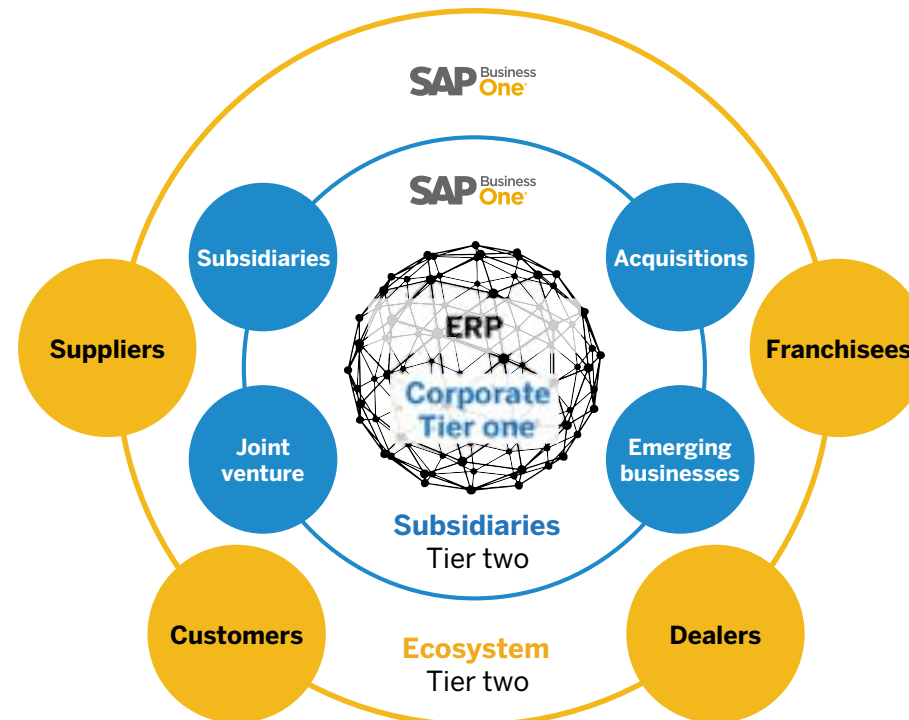 SAP Business One
SAP Business One
Subsidiaries
Acquisitions
ERP
Suppliers
Franchisees
Corporate
Tier one
Joint
venture
Emerging
businesses
Subsidiaries
Tier two
Customers
Dealers
Ecosystem
Tier two